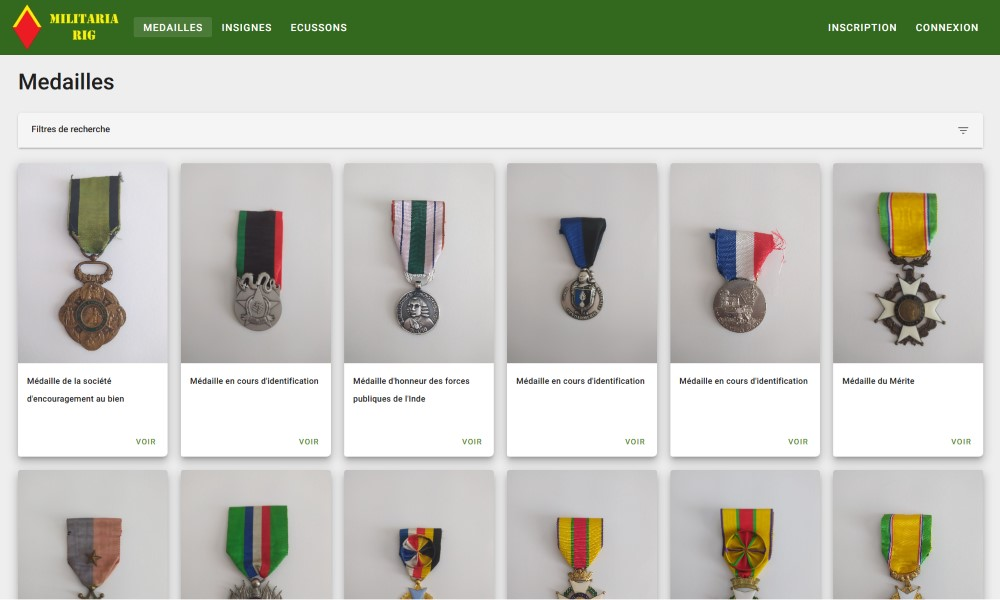 MILITARIA
RIG
MEDAILLES
INSIGNES
ECUSSONS
INSCRIPTION
CONNEXION
Medailles
Filtres de recherche
Médaille de la société
d'encouragement au bien
VOIR
Médaille en cours d'identification
VOIR
Médaille d'honneur des forces
publiques de l'Inde
VOIR
Médaille en cours d'identification
VOIR
Médaille en cours d'identification
VOIR
Médaille du Mérite
VOIR